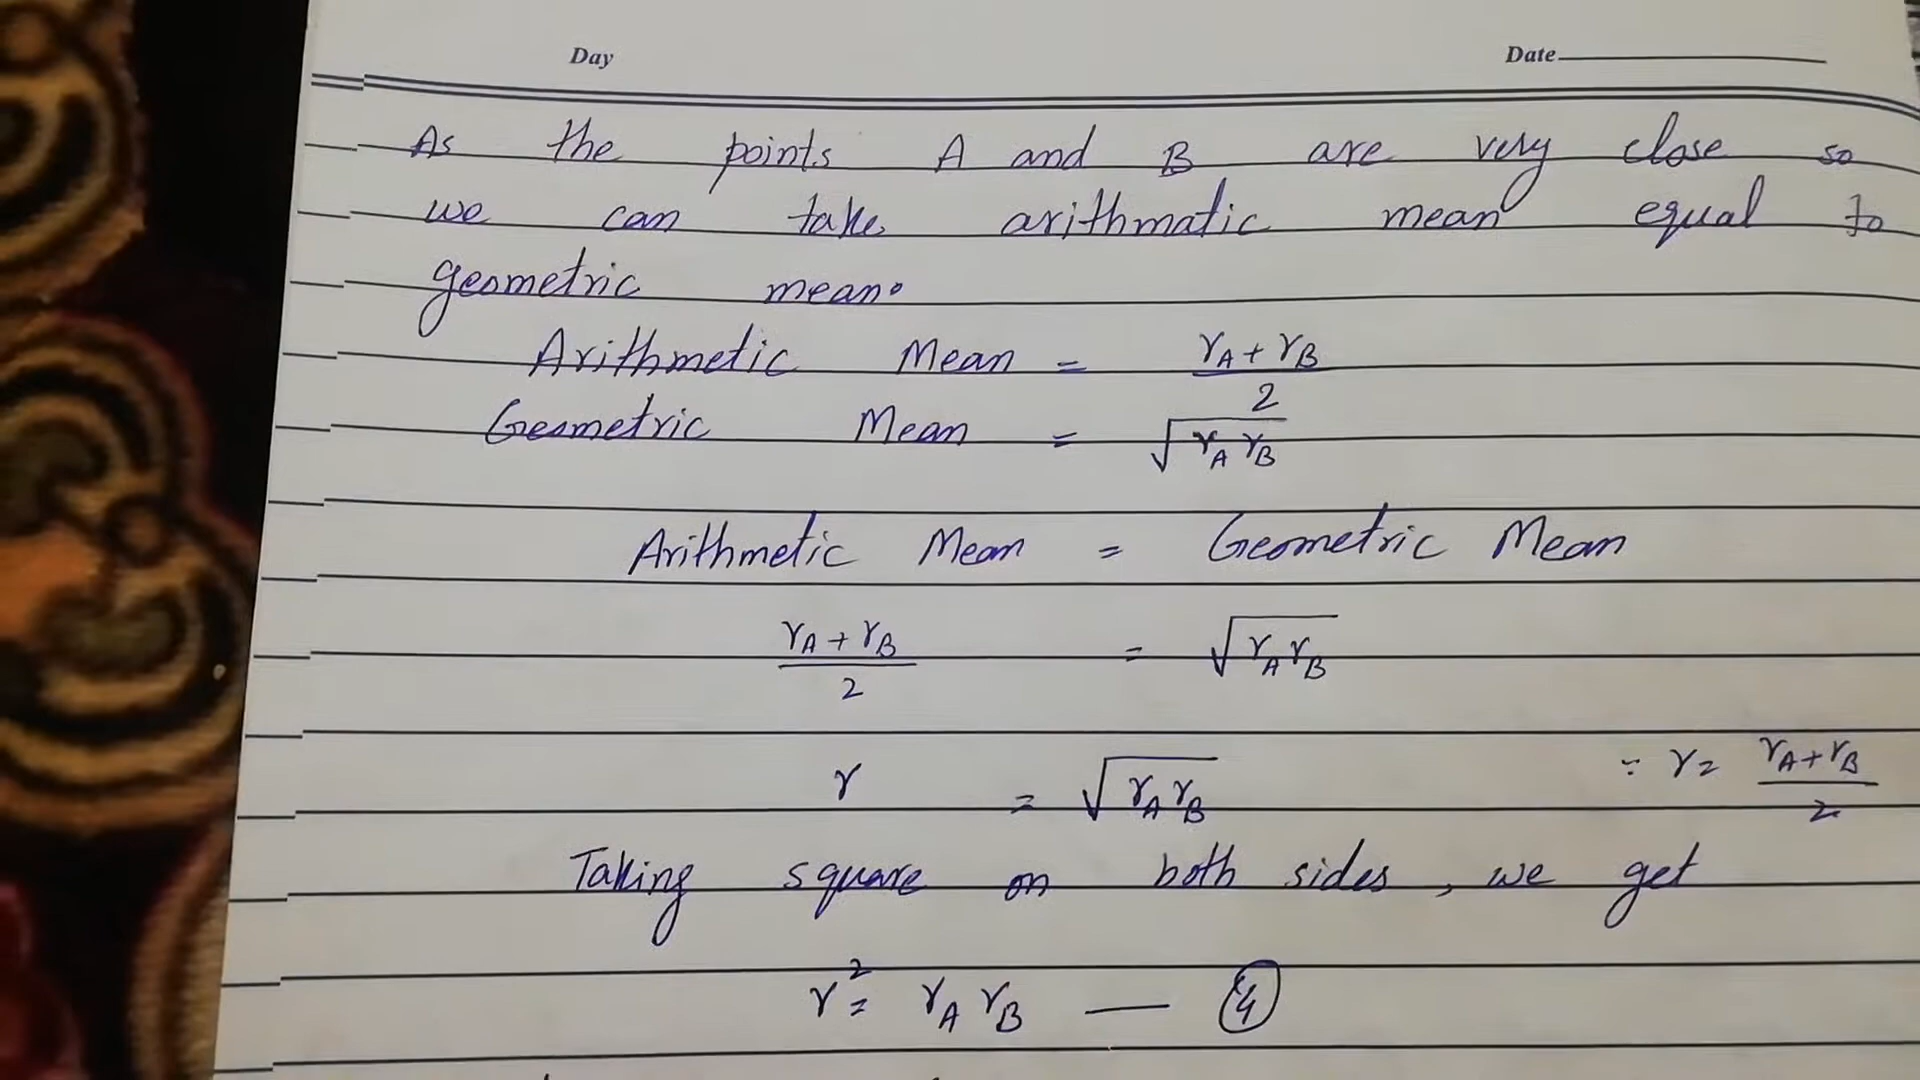 Day Date
As the points A and B are very close so
we can take arithmatic mean equal to
geometric mean.
Arithmetic Mean = (rA + rB)/2
Geometric Mean = √(rA rB)
Arithmetic Mean = Geometric Mean
(rA + rB)/2 = √(rA rB)
r = √(rA rB) ∵ r = (rA + rB)/2
Taking square on both sides, we get
r² = rA rB — ④